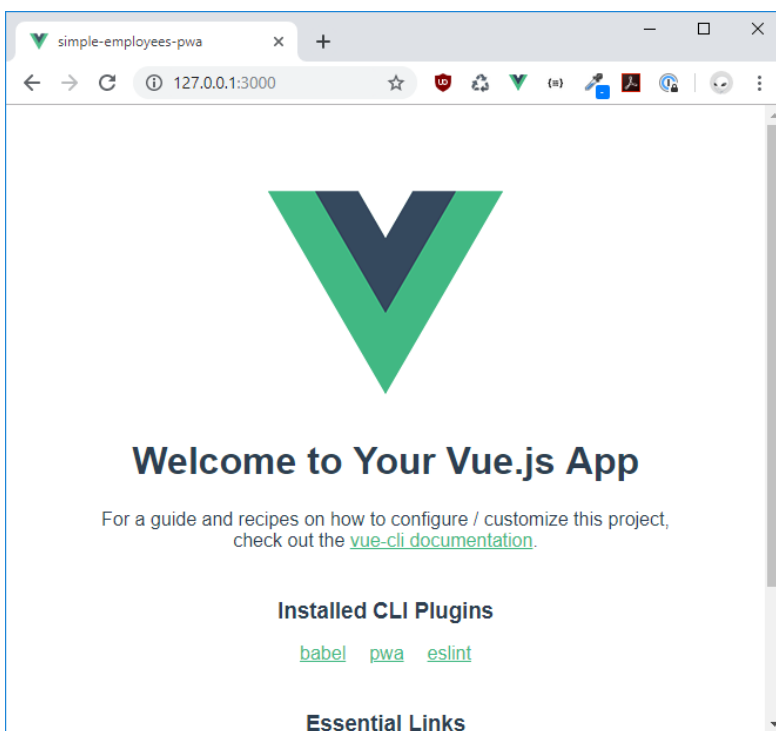 simple-employees-pwa
127.0.0.1:3000
Welcome to Your Vue.js App
For a guide and recipes on how to configure / customize this project,
check out the vue-cli documentation.
Installed CLI Plugins
babel pwa eslint
Essential Links